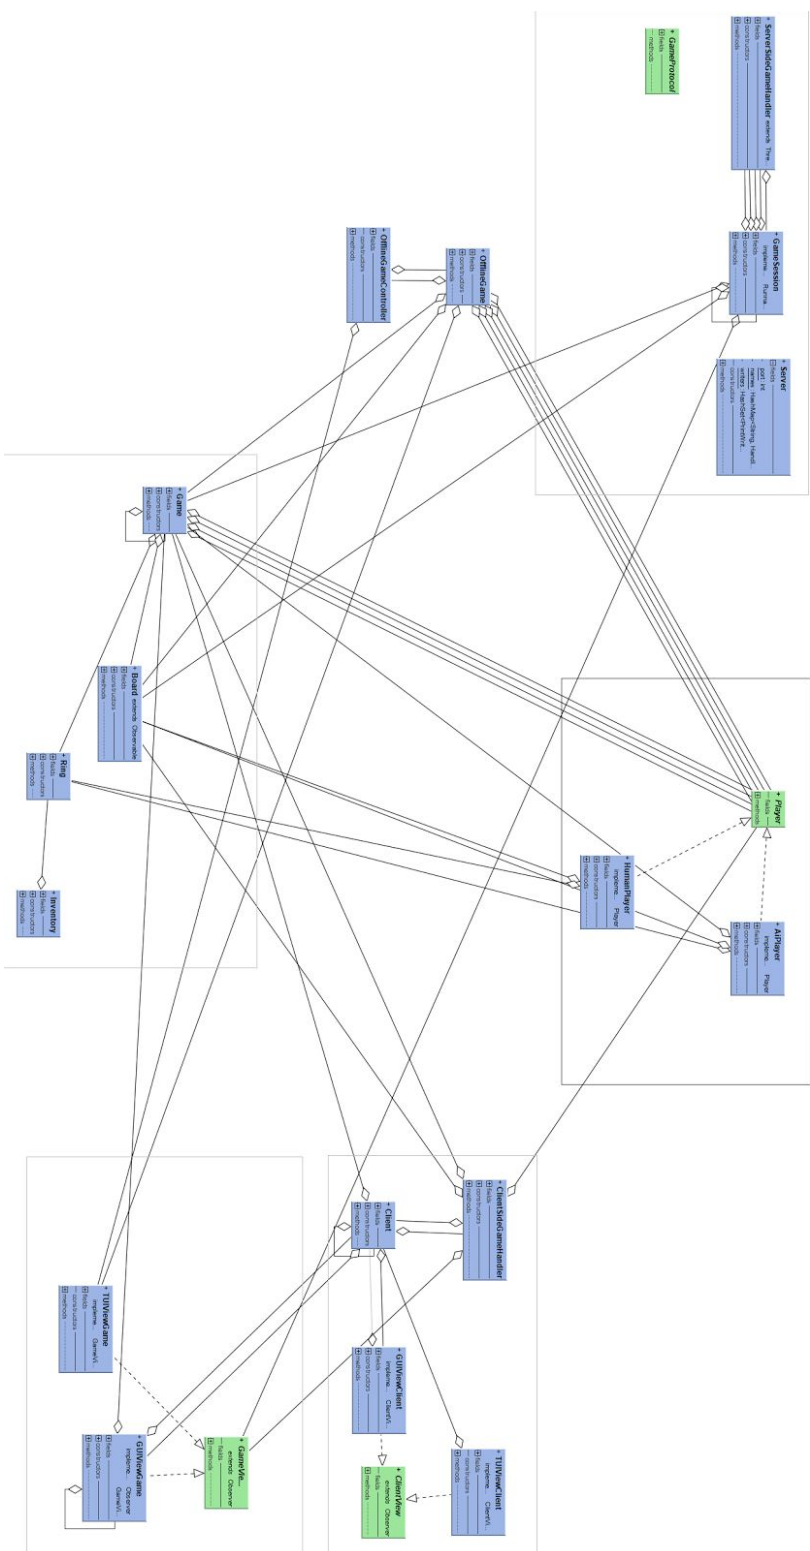 ServerSideGameHandler extends Thre...
fields
constructors
methods
GameProtocol
fields
methods
GameSession
impleme... Runna...
fields
constructors
methods
Server
fields
port: int
names: HashMap<String, Handl...
writers: HashSet<PrintWrit...
constructors
methods
OfflineGame
fields
constructors
methods
OfflineGameController
fields
constructors
methods
Game
fields
constructors
methods
Board extends Observable
fields
constructors
methods
Ring
fields
constructors
methods
Inventory
fields
constructors
methods
Player
fields
methods
HumanPlayer
impleme... Player
fields
constructors
methods
AiPlayer
impleme... Player
fields
constructors
methods
ClientSideGameHandler
fields
constructors
methods
Client
fields
constructors
methods
GUIViewClient
impleme... ClientVi...
fields
constructors
methods
TUIViewClient
impleme... ClientVi...
fields
constructors
methods
ClientView
extends Observer
fields
methods
TUIViewGame
impleme... GameVi...
fields
constructors
methods
GUIViewGame
impleme... Observer
GameVi...
fields
constructors
methods
GameVie...
extends Observer
fields
methods